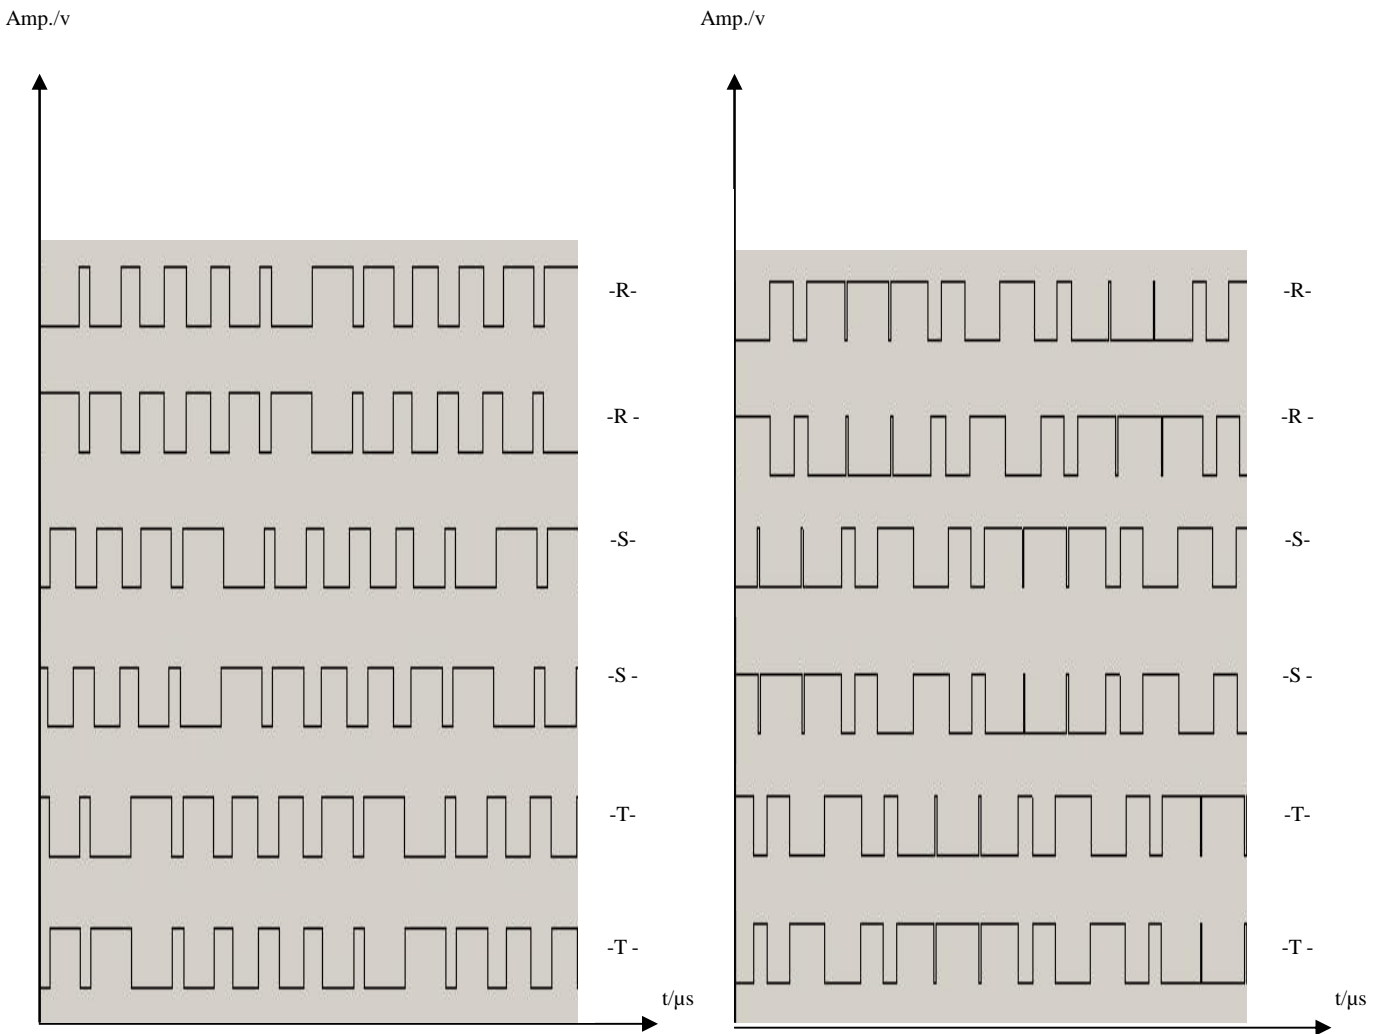 Amp./v
-R-
-R -
-S-
-S -
-T-
-T -
t/μs
Amp./v
-R-
-R -
-S-
-S -
-T-
-T -
t/μs